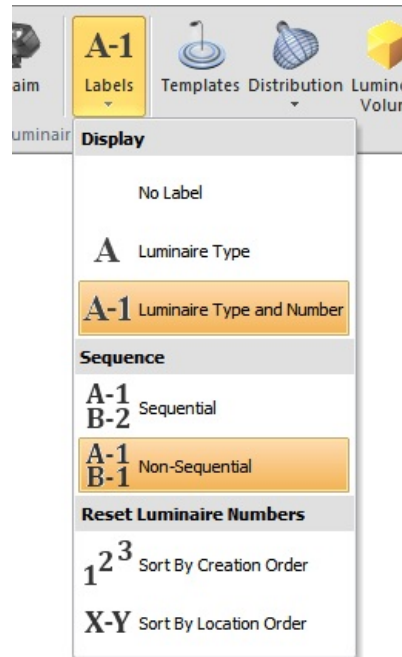 A-1
aim Labels Templates Distribution
uminair
Display
No Label
A Luminaire Type
A-1 Luminaire Type and Number
Sequence
A-1
B-2 Sequential
A-1
B-1 Non-Sequential
Reset Luminaire Numbers
1 2 3 Sort By Creation Order
X-Y Sort By Location Order